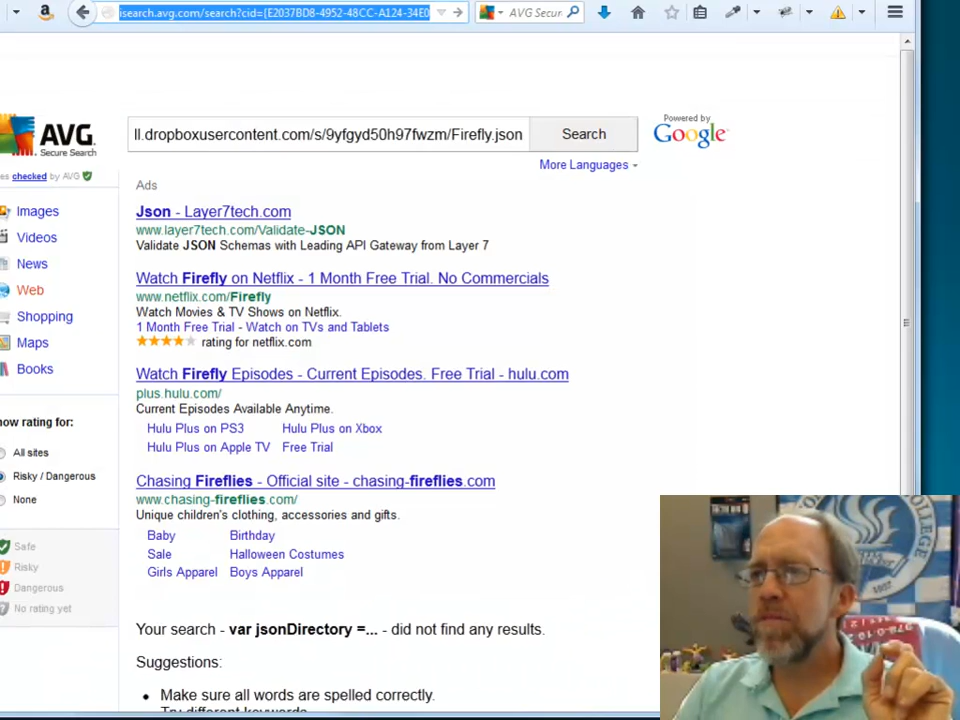 isearch.avg.com/search?cid={E2037BD8-4952-48CC-A124-34E0
AVG Secur
AVG
Secure Search
ll.dropboxusercontent.com/s/9yfgyd50h97fwzm/Firefly.json
Search
Powered by
Google
More Languages
es checked by AVG
Images
Videos
News
Web
Shopping
Maps
Books
how rating for:
All sites
Risky / Dangerous
None
Safe
Risky
Dangerous
No rating yet
Ads
Json - Layer7tech.com
www.layer7tech.com/Validate-JSON
Validate JSON Schemas with Leading API Gateway from Layer 7
Watch Firefly on Netflix - 1 Month Free Trial. No Commercials
www.netflix.com/Firefly
Watch Movies & TV Shows on Netflix.
1 Month Free Trial - Watch on TVs and Tablets
rating for netflix.com
Watch Firefly Episodes - Current Episodes. Free Trial - hulu.com
plus.hulu.com/
Current Episodes Available Anytime.
Hulu Plus on PS3 Hulu Plus on Xbox
Hulu Plus on Apple TV Free Trial
Chasing Fireflies - Official site - chasing-fireflies.com
www.chasing-fireflies.com/
Unique children's clothing, accessories and gifts.
Baby Birthday
Sale Halloween Costumes
Girls Apparel Boys Apparel
Your search - var jsonDirectory =... - did not find any results.
Suggestions:
• Make sure all words are spelled correctly.
Try different keywords.